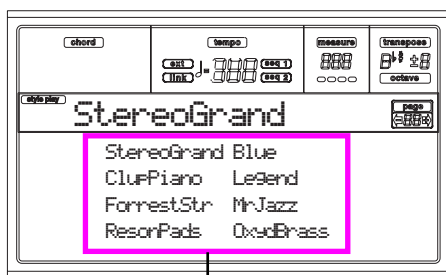 chord tempo measure transpose
ext seq 1
link seq 2
octave
style play StereoGrand page
StereoGrand Blue
ClubPiano Legend
ForrestStr MrJazz
ResonPads OxydBrass